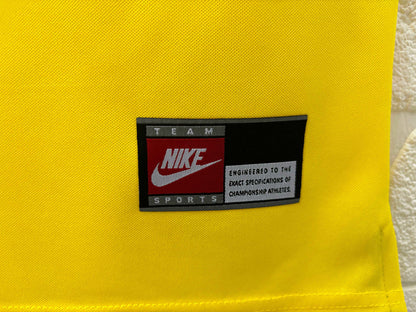 TEAM
NIKE
SPORTS
ENGINEERED TO THE
EXACT SPECIFICATIONS OF
CHAMPIONSHIP ATHLETES.